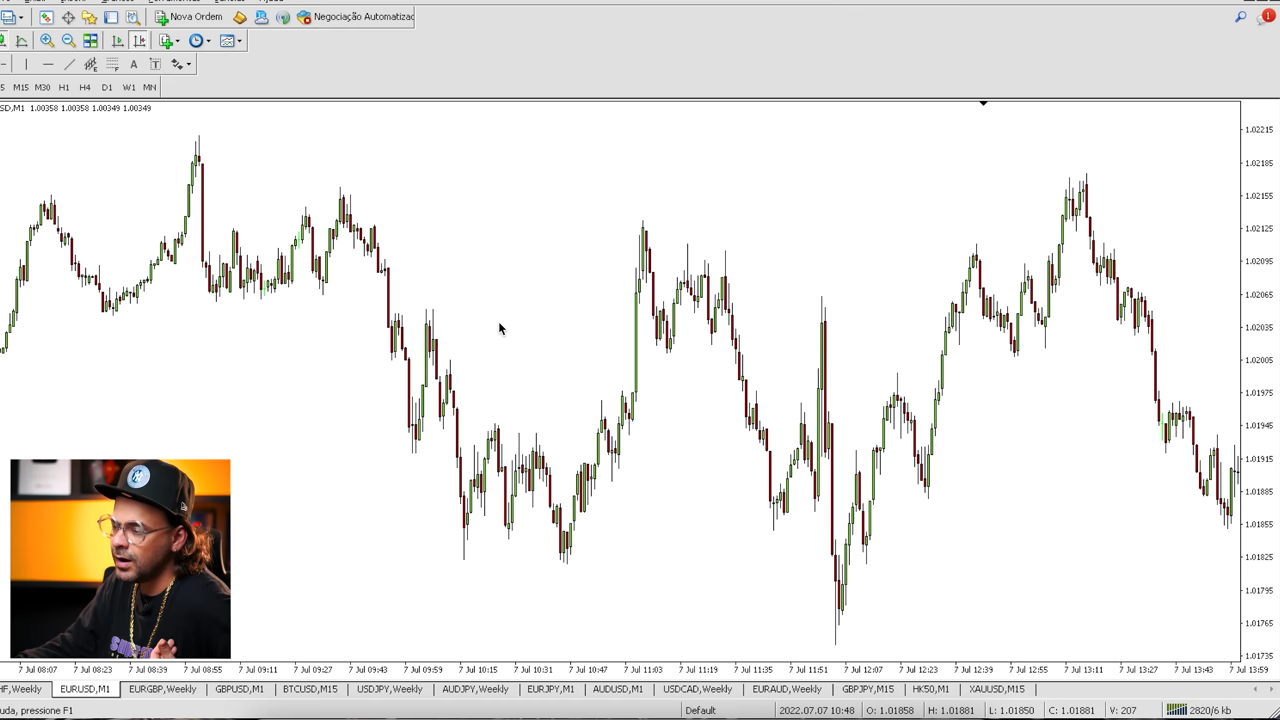 Nova Ordem Negociação Automatizad 1
A T
M15 M30 H1 H4 D1 W1 MN
SD,M1 1.00358 1.00358 1.00349 1.00349
1.02215
1.02185
1.02155
1.02125
1.02095
1.02065
1.02035
1.02005
1.01975
1.01945
1.01915
1.01885
1.01855
1.01825
1.01795
1.01765
1.01735
7 Jul 08:07 7 Jul 08:23 7 Jul 08:39 7 Jul 08:55 7 Jul 09:11 7 Jul 09:27 7 Jul 09:43 7 Jul 09:59 7 Jul 10:15 7 Jul 10:31 7 Jul 10:47 7 Jul 11:03 7 Jul 11:19 7 Jul 11:35 7 Jul 11:51 7 Jul 12:07 7 Jul 12:23 7 Jul 12:39 7 Jul 12:55 7 Jul 13:11 7 Jul 13:27 7 Jul 13:43 7 Jul 13:59
HF,Weekly EURUSD,M1 EURGBP,Weekly GBPUSD,M1 BTCUSD,M15 USDJPY,Weekly AUDJPY,Weekly EURJPY,M1 AUDUSD,M1 USDCAD,Weekly EURAUD,Weekly GBPJPY,M15 HK50,M1 XAUUSD,M15
uda, pressione F1 Default 2022.07.07 10:48 O: 1.01858 H: 1.01881 L: 1.01850 C: 1.01881 V: 207 2820/6 kb